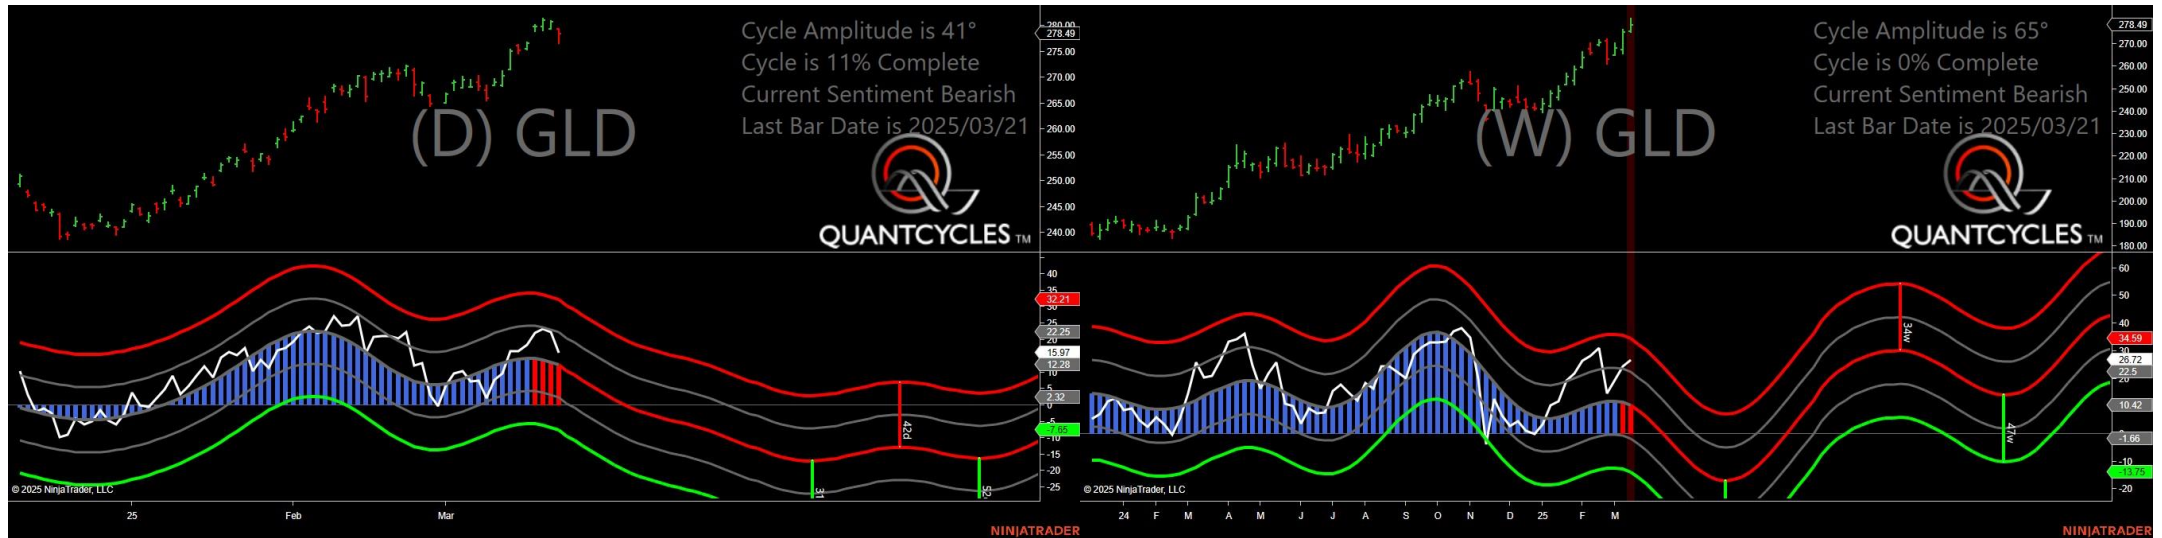 Cycle Amplitude is 41°
Cycle is 11% Complete
Current Sentiment Bearish
Last Bar Date is 2025/03/21
(D) GLD
QUANTCYCLES TM
280.00
278.49
275.00
270.00
265.00
260.00
255.00
250.00
245.00
240.00
40
35
32.21
30
25
22.25
20
15.97
12.28
10
5
2.32
0
-7.65
-10
-15
-20
-25
31
42d
52
© 2025 NinjaTrader, LLC
25 Feb Mar
NINJATRADER
Cycle Amplitude is 65°
Cycle is 0% Complete
Current Sentiment Bearish
Last Bar Date is 2025/03/21
(W) GLD
QUANTCYCLES TM
278.49
270.00
260.00
250.00
240.00
230.00
220.00
210.00
200.00
190.00
180.00
60
50
40
34.59
30
26.72
22.5
20
10.42
0
-1.66
-10
-13.75
-20
34w
47w
© 2025 NinjaTrader, LLC
24 F M A M J J A S O N D 25 F M
NINJATRADER